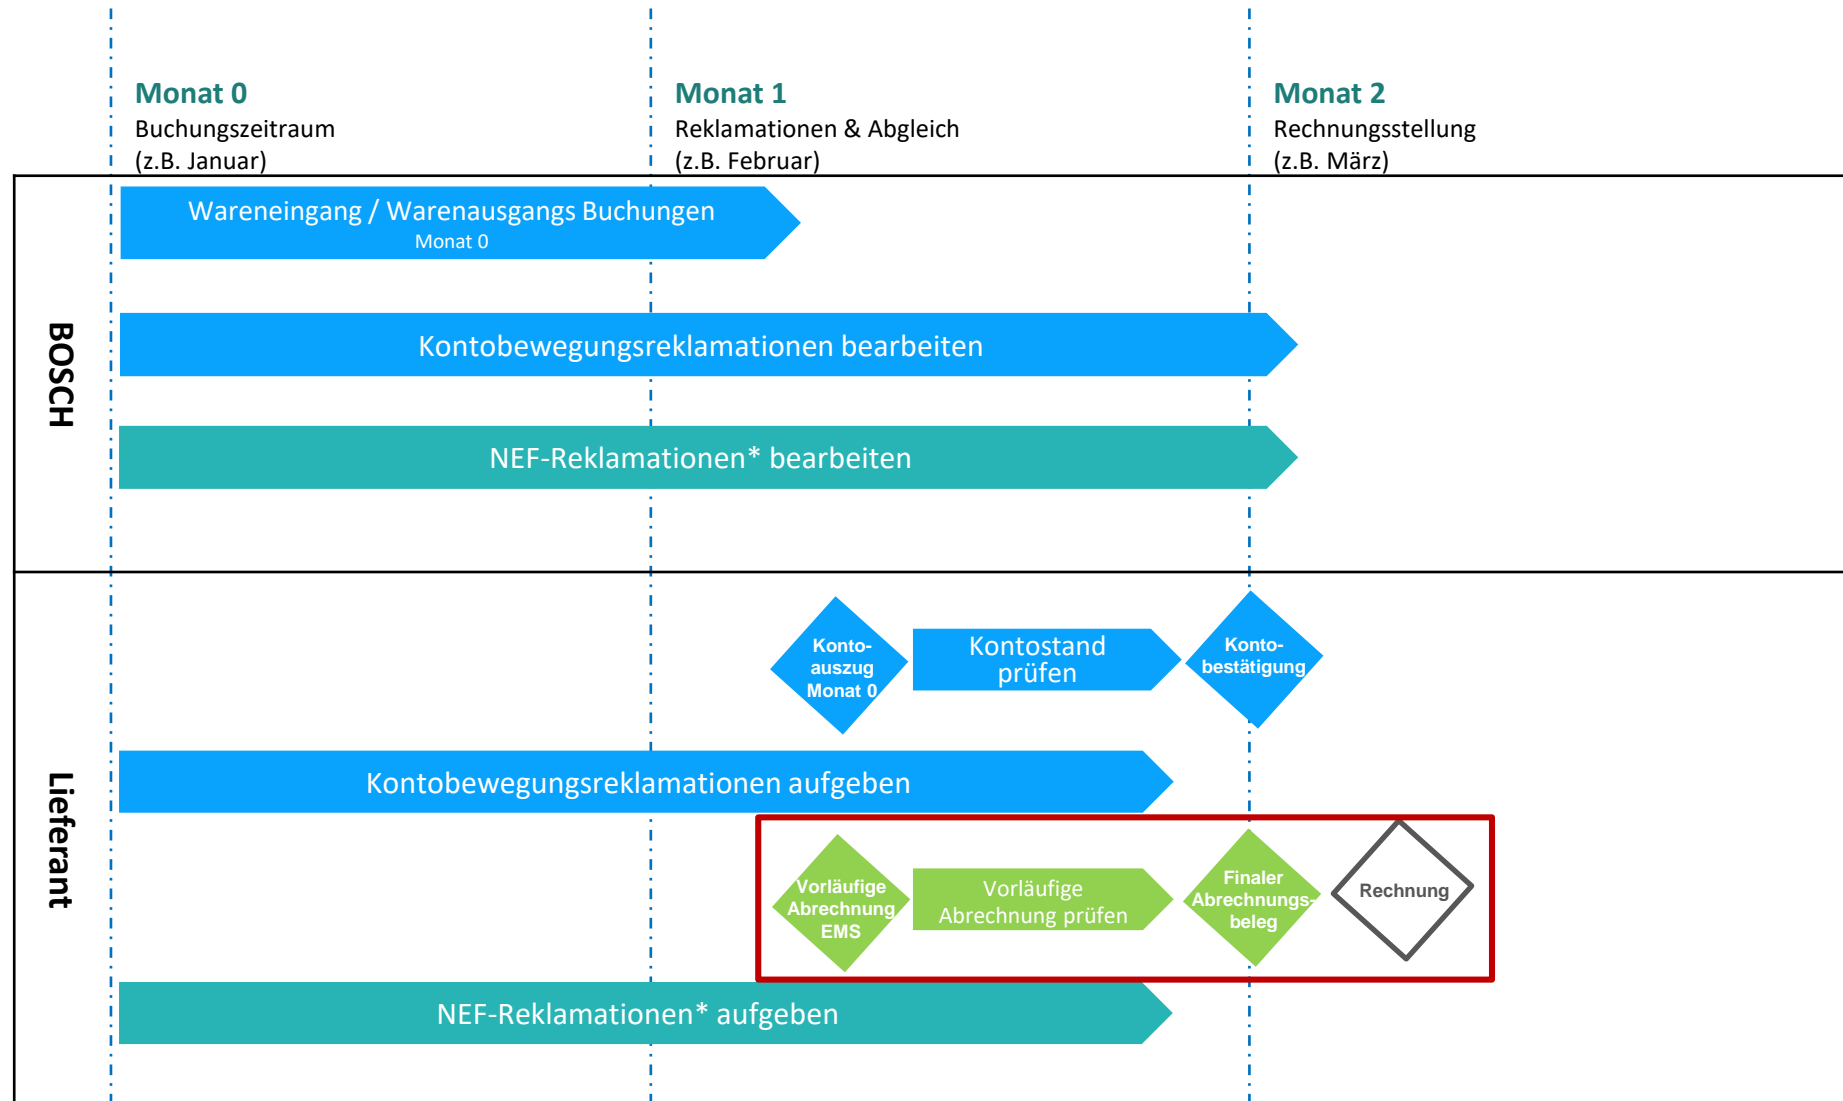 Monat 0
Buchungszeitraum
(z.B. Januar)
Monat 1
Reklamationen & Abgleich
(z.B. Februar)
Monat 2
Rechnungsstellung
(z.B. März)
BOSCH
Wareneingang / Warenausgangs Buchungen
Monat 0
Kontobewegungsreklamationen bearbeiten
NEF-Reklamationen* bearbeiten
Lieferant
Konto-
auszug
Monat 0
Kontostand
prüfen
Konto-
bestätigung
Kontobewegungsreklamationen aufgeben
Vorläufige
Abrechnung
EMS
Vorläufige
Abrechnung prüfen
Finaler
Abrechnungs-
beleg
Rechnung
NEF-Reklamationen* aufgeben